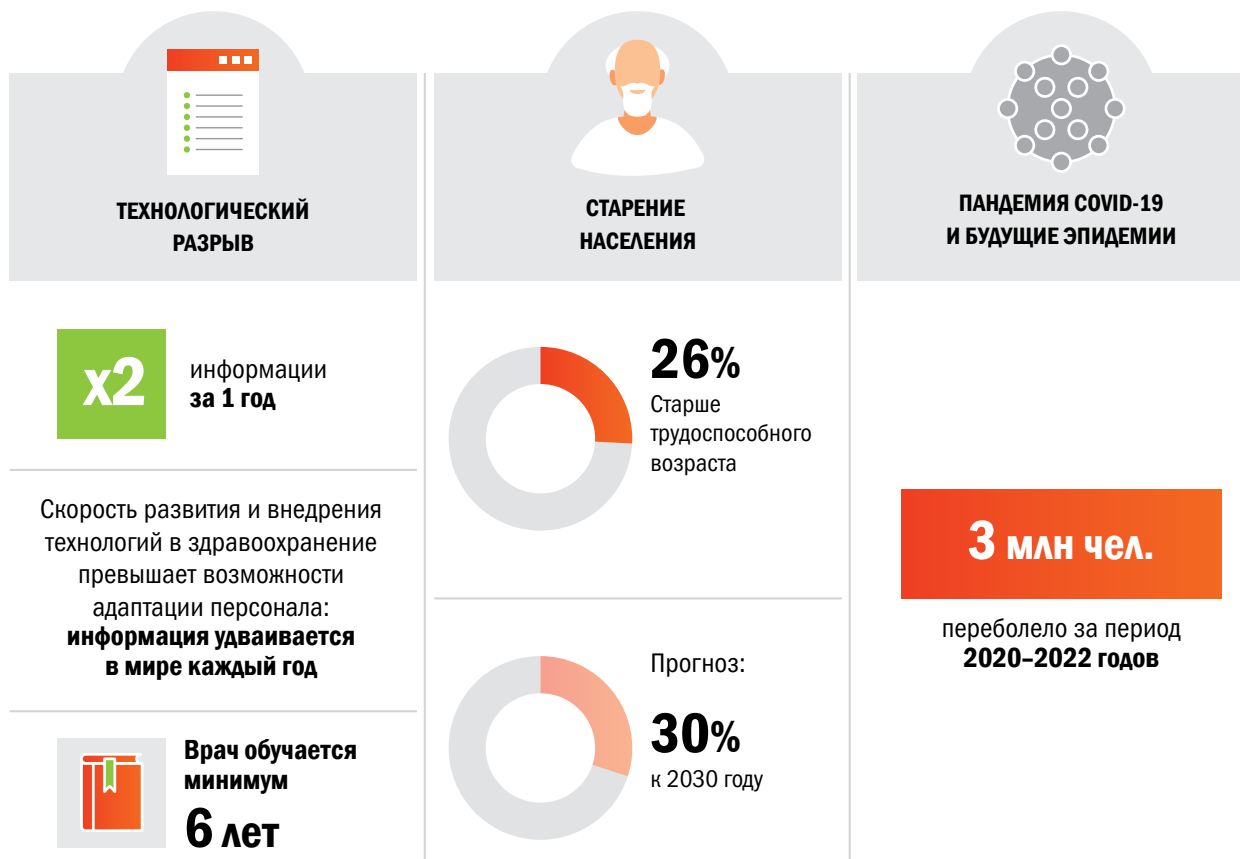 ТЕХНОЛОГИЧЕСКИЙ
РАЗРЫВ
x2
информации
за 1 год
Скорость развития и внедрения
технологий в здравоохранение
превышает возможности
адаптации персонала:
информация удваивается
в мире каждый год
Врач обучается
минимум
6 лет
СТАРЕНИЕ
НАСЕЛЕНИЯ
26%
Старше
трудоспособного
возраста
Прогноз:
30%
к 2030 году
ПАНДЕМИЯ COVID-19
И БУДУЩИЕ ЭПИДЕМИИ
3 млн чел.
переболело за период
2020–2022 годов